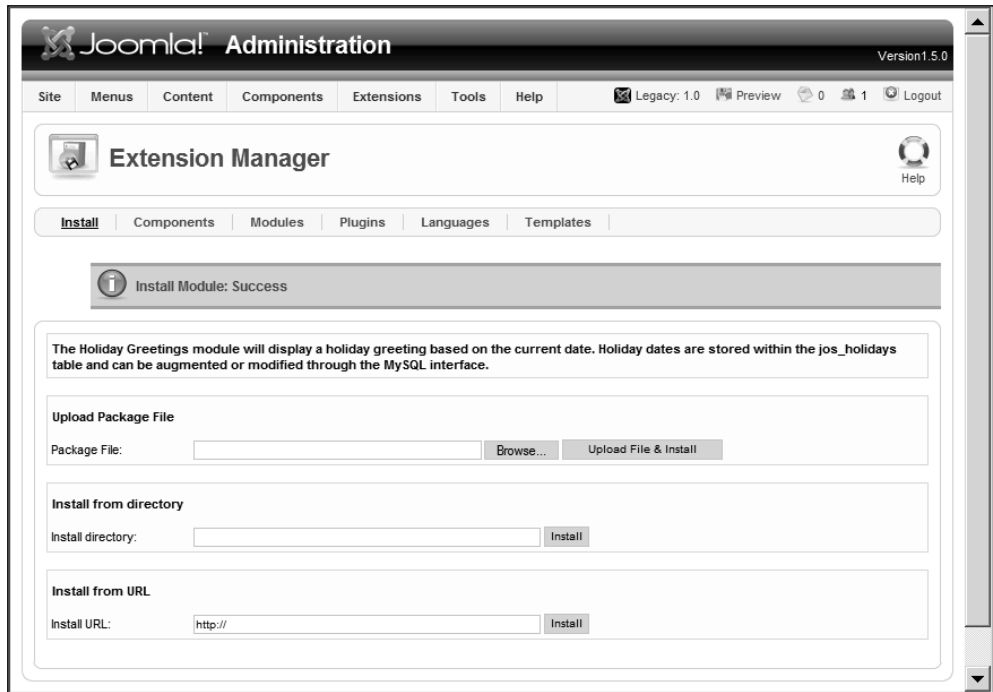 Joomla! Administration
Version1.5.0
Site Menus Content Components Extensions Tools Help Legacy: 1.0 Preview 0 1 Logout
Extension Manager
Help
Install Components Modules Plugins Languages Templates
Install Module: Success
The Holiday Greetings module will display a holiday greeting based on the current date. Holiday dates are stored within the jos_holidays
table and can be augmented or modified through the MySQL interface.
Upload Package File
Package File: Browse... Upload File & Install
Install from directory
Install directory: Install
Install from URL
Install URL: http:// Install